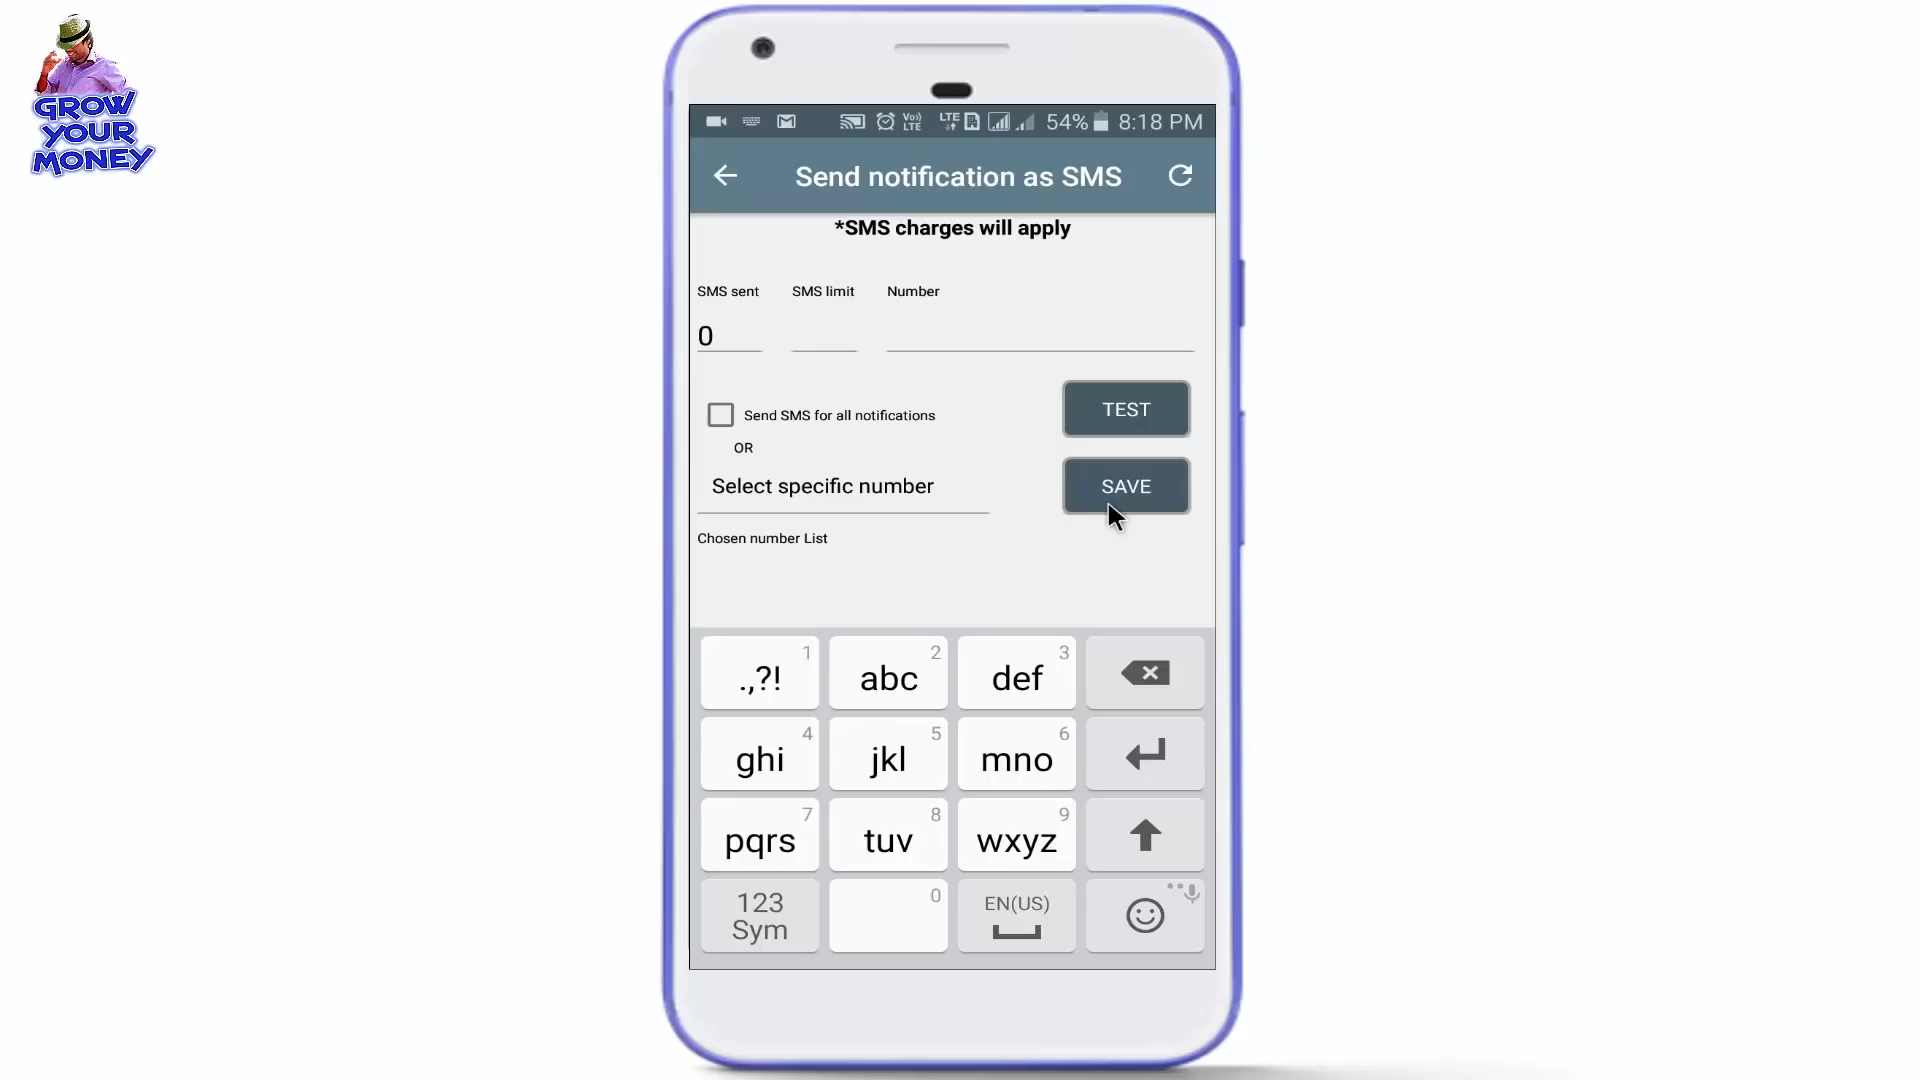 GROW
YOUR
MONEY
Vo))
LTE
LTE
54%
8:18 PM
Send notification as SMS
*SMS charges will apply
SMS sent
SMS limit
Number
0
Send SMS for all notifications
TEST
OR
Select specific number
SAVE
Chosen number List
.,?! 1
abc 2
def 3
ghi 4
jkl 5
mno 6
pqrs 7
tuv 8
wxyz 9
123
Sym
0
EN(US)